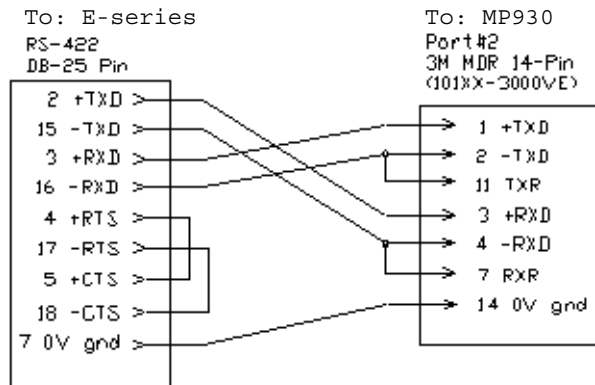 To: E-series
RS-422
DB-25 Pin
2 +TXD
15 -TXD
3 +RXD
16 -RXD
4 +RTS
17 -RTS
5 +CTS
18 -CTS
7 0V gnd
To: MP930
Port#2
3M MDR 14-Pin
(101XX-3000VE)
1 +TXD
2 -TXD
11 TXR
3 +RXD
4 -RXD
7 RXR
14 0V gnd